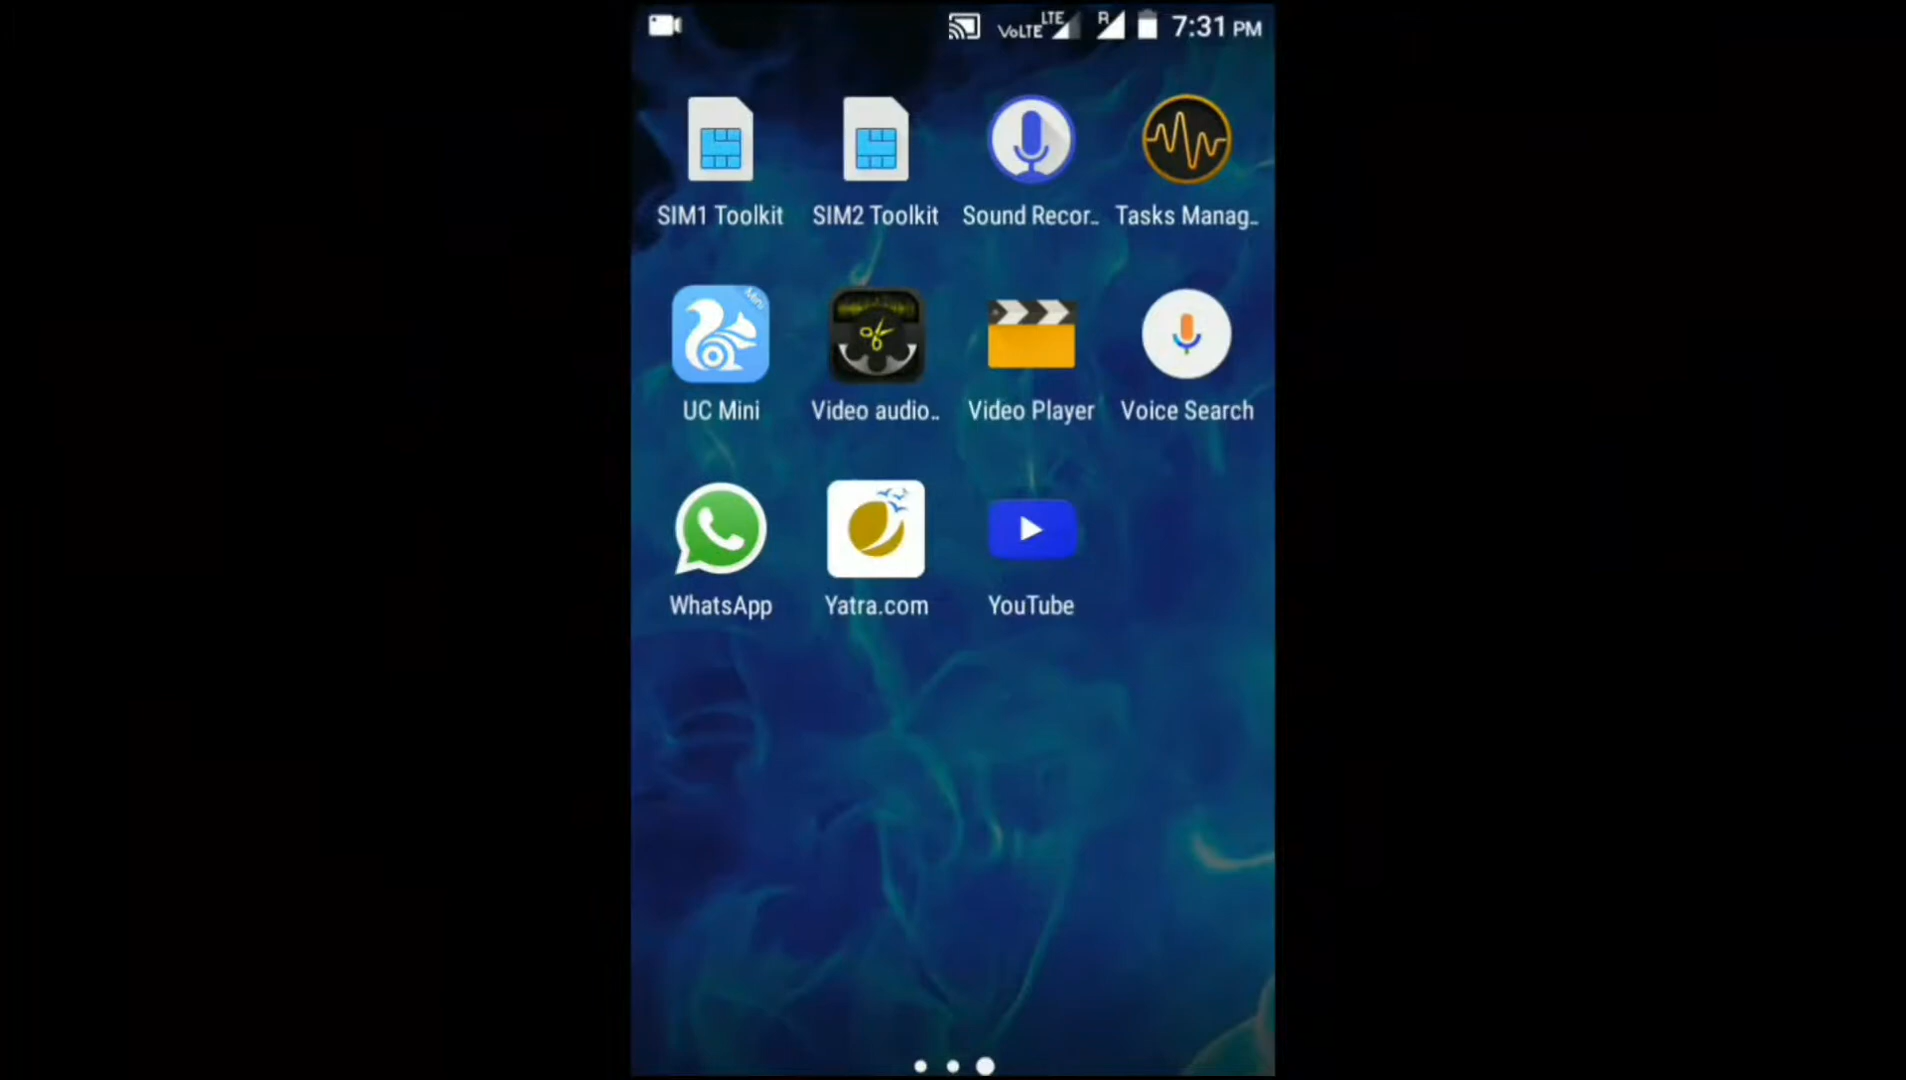 VoLTE LTE R 7:31 PM
SIM1 Toolkit SIM2 Toolkit Sound Recor.. Tasks Manag..
Mini
UC Mini Video audio.. Video Player Voice Search
WhatsApp Yatra.com YouTube